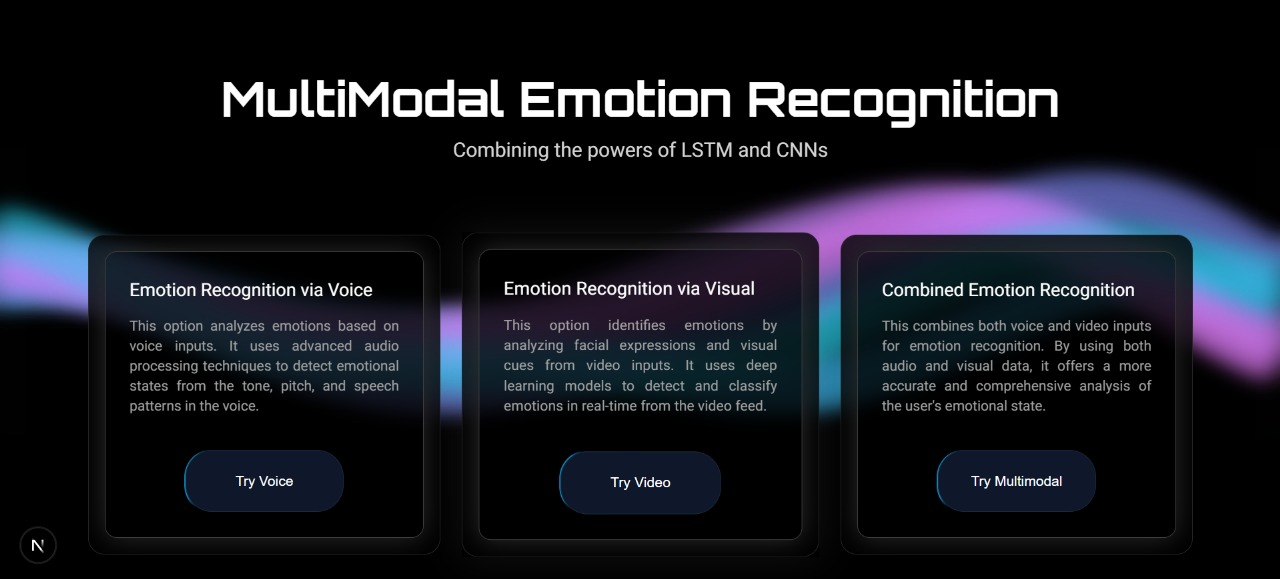 MultiModal Emotion Recognition
Combining the powers of LSTM and CNNs
Emotion Recognition via Voice
This option analyzes emotions based on
voice inputs. It uses advanced audio
processing techniques to detect emotional
states from the tone, pitch, and speech
patterns in the voice.
Try Voice
Emotion Recognition via Visual
This option identifies emotions by
analyzing facial expressions and visual
cues from video inputs. It uses deep
learning models to detect and classify
emotions in real-time from the video feed.
Try Video
Combined Emotion Recognition
This combines both voice and video inputs
for emotion recognition. By using both
audio and visual data, it offers a more
accurate and comprehensive analysis of
the user's emotional state.
Try Multimodal
N